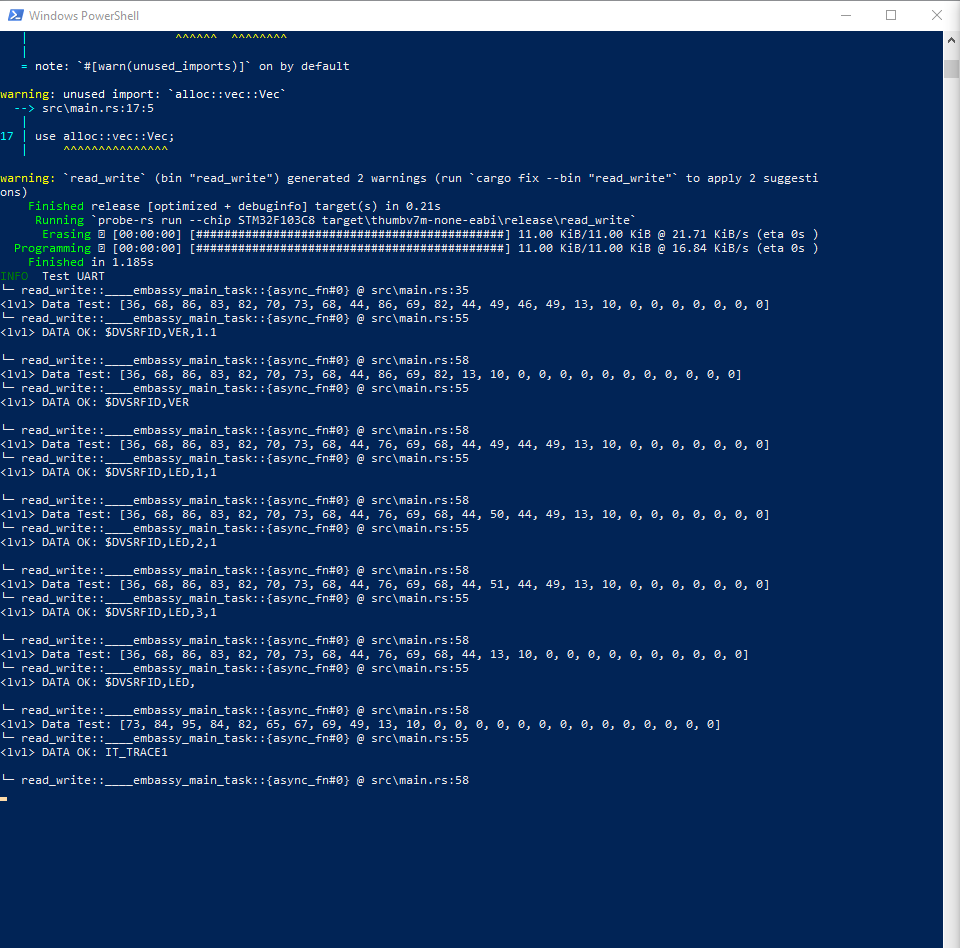 Windows PowerShell
| ^^^^^^ ^^^^^^^^
|
= note: `#[warn(unused_imports)]` on by default
warning: unused import: `alloc::vec::Vec`
--> src\main.rs:17:5
|
17 | use alloc::vec::Vec;
| ^^^^^^^^^^^^^^^
warning: `read_write` (bin "read_write") generated 2 warnings (run `cargo fix --bin "read_write"` to apply 2 suggesti
ons)
Finished release [optimized + debuginfo] target(s) in 0.21s
Running `probe-rs run --chip STM32F103C8 target\thumbv7m-none-eabi\release\read_write`
Erasing [00:00:00] [############################################] 11.00 KiB/11.00 KiB @ 21.71 KiB/s (eta 0s )
Programming [00:00:00] [############################################] 11.00 KiB/11.00 KiB @ 16.84 KiB/s (eta 0s )
Finished in 1.185s
INFO Test UART
└─ read_write::____embassy_main_task::{async_fn#0} @ src\main.rs:35
<lvl> Data Test: [36, 68, 86, 83, 82, 70, 73, 68, 44, 86, 69, 82, 44, 49, 46, 49, 13, 10, 0, 0, 0, 0, 0, 0, 0]
└─ read_write::____embassy_main_task::{async_fn#0} @ src\main.rs:55
<lvl> DATA OK: $DVSRFID,VER,1.1
└─ read_write::____embassy_main_task::{async_fn#0} @ src\main.rs:58
<lvl> Data Test: [36, 68, 86, 83, 82, 70, 73, 68, 44, 86, 69, 82, 13, 10, 0, 0, 0, 0, 0, 0, 0, 0, 0, 0, 0]
└─ read_write::____embassy_main_task::{async_fn#0} @ src\main.rs:55
<lvl> DATA OK: $DVSRFID,VER
└─ read_write::____embassy_main_task::{async_fn#0} @ src\main.rs:58
<lvl> Data Test: [36, 68, 86, 83, 82, 70, 73, 68, 44, 76, 69, 68, 44, 49, 44, 49, 13, 10, 0, 0, 0, 0, 0, 0, 0]
└─ read_write::____embassy_main_task::{async_fn#0} @ src\main.rs:55
<lvl> DATA OK: $DVSRFID,LED,1,1
└─ read_write::____embassy_main_task::{async_fn#0} @ src\main.rs:58
<lvl> Data Test: [36, 68, 86, 83, 82, 70, 73, 68, 44, 76, 69, 68, 44, 50, 44, 49, 13, 10, 0, 0, 0, 0, 0, 0, 0]
└─ read_write::____embassy_main_task::{async_fn#0} @ src\main.rs:55
<lvl> DATA OK: $DVSRFID,LED,2,1
└─ read_write::____embassy_main_task::{async_fn#0} @ src\main.rs:58
<lvl> Data Test: [36, 68, 86, 83, 82, 70, 73, 68, 44, 76, 69, 68, 44, 51, 44, 49, 13, 10, 0, 0, 0, 0, 0, 0, 0]
└─ read_write::____embassy_main_task::{async_fn#0} @ src\main.rs:55
<lvl> DATA OK: $DVSRFID,LED,3,1
└─ read_write::____embassy_main_task::{async_fn#0} @ src\main.rs:58
<lvl> Data Test: [36, 68, 86, 83, 82, 70, 73, 68, 44, 76, 69, 68, 44, 13, 10, 0, 0, 0, 0, 0, 0, 0, 0, 0, 0]
└─ read_write::____embassy_main_task::{async_fn#0} @ src\main.rs:55
<lvl> DATA OK: $DVSRFID,LED,
└─ read_write::____embassy_main_task::{async_fn#0} @ src\main.rs:58
<lvl> Data Test: [73, 84, 95, 84, 82, 65, 67, 69, 49, 13, 10, 0, 0, 0, 0, 0, 0, 0, 0, 0, 0, 0, 0, 0, 0]
└─ read_write::____embassy_main_task::{async_fn#0} @ src\main.rs:55
<lvl> DATA OK: IT_TRACE1
└─ read_write::____embassy_main_task::{async_fn#0} @ src\main.rs:58